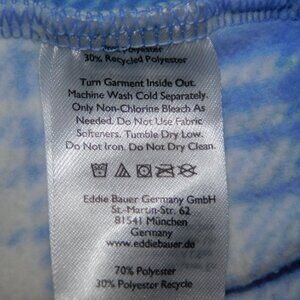 Polyester
30% Recycled Polyester
Turn Garment Inside Out.
Machine Wash Cold Separately.
Only Non-Chlorine Bleach As
Needed. Do Not Use Fabric
Softeners. Tumble Dry Low.
Do Not Iron. Do Not Dry Clean.
Eddie Bauer Germany GmbH
St.-Martin-Str. 62
81541 München
Germany
www.eddiebauer.de
70% Polyester
30% Polyester Recycle